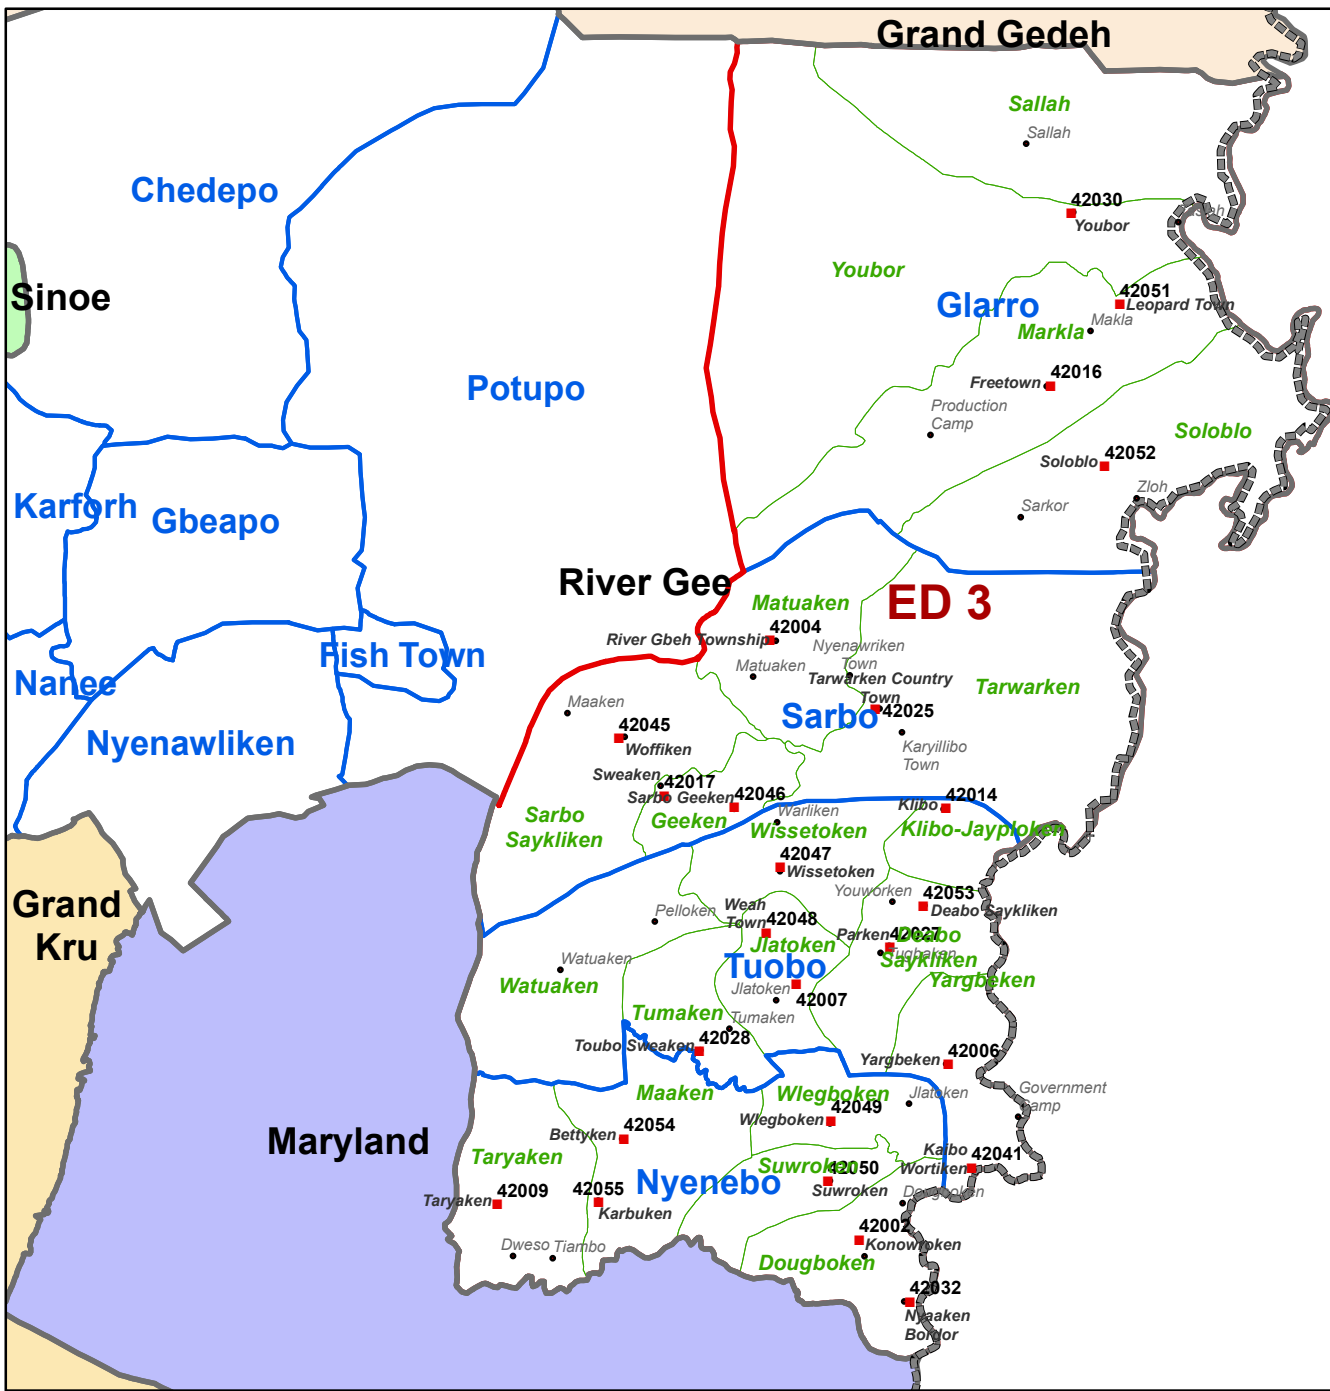 Grand Gedeh
Sallah
Sallah
Chedepo
42030
Youbor
Youbor
Sinoe
42051
Glarro
Leopard Town
Makla
Markla
42016
Freetown
Potupo
Production
Camp
Soloblo
42052
Soloblo
Zloh
Sarkor
Karforh
Gbeapo
River Gee
ED 3
Matuaken
42004
River Gbeh Township
Nyenawriken
Town
Matuaken
Tarwarken Country
Town
Tarwarken
Fish Town
Nanee
Maaken
Sarbo
42025
42045
Woffiken
Nyenawliken
Karyillibo
Town
Sweaken
42017
Sarbo Geeken
42046
42014
Klibo
Sarbo
Saykliken
Geeken
Warliken
Wissetoken
Klibo-Jayploken
42047
Wissetoken
Youworken
42053
Deabo Saykliken
Grand
Kru
Weah
Town
42048
Pelloken
Parken
42027
Deabo
Saykliken
Tugbaken
Jlatoken
Tuobo
Watuaken
Watuaken
Yargbeken
Jlatoken
42007
Tumaken
Tumaken
42028
Toubo Sweaken
42006
Yargbeken
Maaken
Wlegboken
Jlatoken
Government
Camp
42049
Wlegboken
42054
Bettyken
Maryland
Taryaken
Suwroken
42050
Suwroken
Kaibo
Wortiken
42041
Nyenebo
Dougboken
42009
Taryaken
42055
Karbuken
42002
Konowroken
Dweso
Tiambo
Dougboken
42032
Nyaaken
Bordor